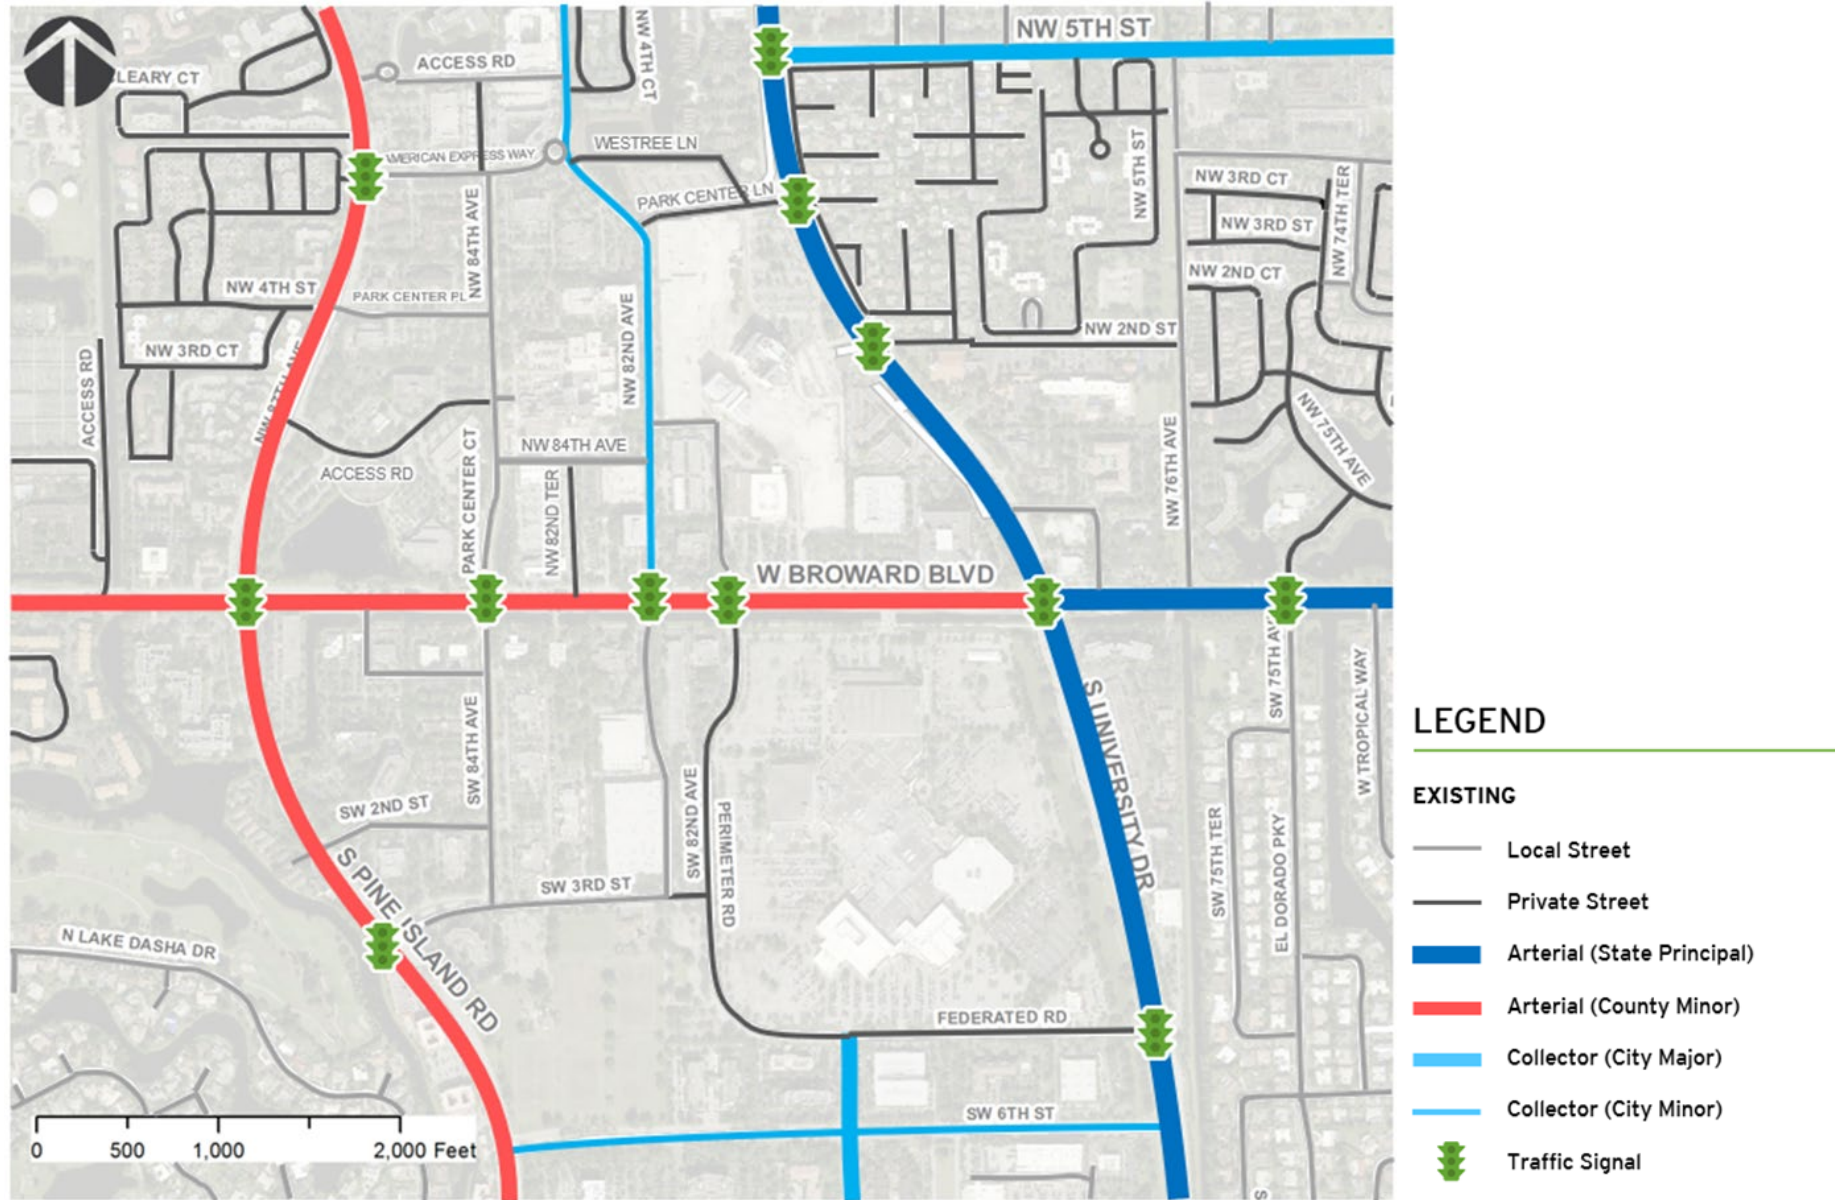 NW 5TH ST
NW 4TH CT
ACCESS RD
LEARY CT
WESTREE LN
AMERICAN EXPRESS WAY
PARK CENTER LN
NW 5TH ST
NW 3RD CT
NW 74TH TER
NW 84TH AVE
NW 3RD ST
NW 2ND CT
NW 4TH ST
PARK CENTER PL
NW 82ND AVE
NW 2ND ST
NW 3RD CT
ACCESS RD
NW 87TH AVE
NW 75TH AVE
NW 84TH AVE
NW 76TH AVE
ACCESS RD
PARK CENTER CT
NW 82ND TER
W BROWARD BLVD
SW 75TH AV
S UNIVERSITY DR
W TROPICAL WAY
SW 84TH AVE
SW 2ND ST
SW 82ND AVE
PERIMETER RD
SW 75TH TER
EL DORADO PKY
S PINE ISLAND RD
SW 3RD ST
N LAKE DASHA DR
FEDERATED RD
SW 6TH ST
S
0 500 1,000 2,000 Feet
LEGEND
EXISTING
Local Street
Private Street
Arterial (State Principal)
Arterial (County Minor)
Collector (City Major)
Collector (City Minor)
Traffic Signal